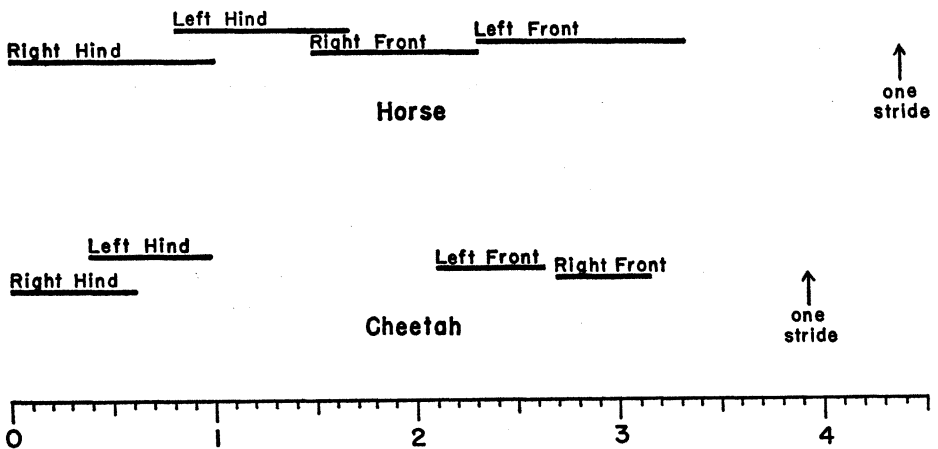 Left Hind
Left Front
Right Front
Right Hind
one
stride
Horse
Left Hind
Left Front
Right Front
Right Hind
one
stride
Cheetah
0 1 2 3 4